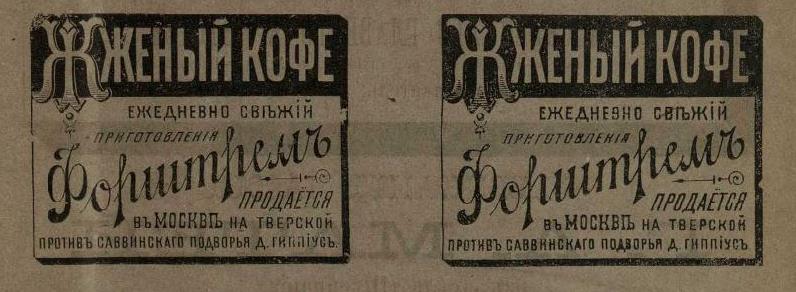 ЖЖЕНЫЙ КОФЕ
ЕЖЕДНЕВНО СВѢЖІЙ
ПРИГОТОВЛЕНІЯ
Форштремъ
ПРОДАЁТСЯ
ВЪ МОСКВѢ НА ТВЕРСКОЙ
ПРОТИВЪ САВВИНСКАГО ПОДВОРЬЯ Д. ГИППІУСЪ.
ЖЖЕНЫЙ КОФЕ
ЕЖЕДНЕВНО СВѢЖІЙ
ПРИГОТОВЛЕНІЯ
Форштремъ
ПРОДАЁТСЯ
ВЪ МОСКВѢ НА ТВЕРСКОЙ
ПРОТИВЪ САВВИНСКАГО ПОДВОРЬЯ Д. ГИППІУСЪ.